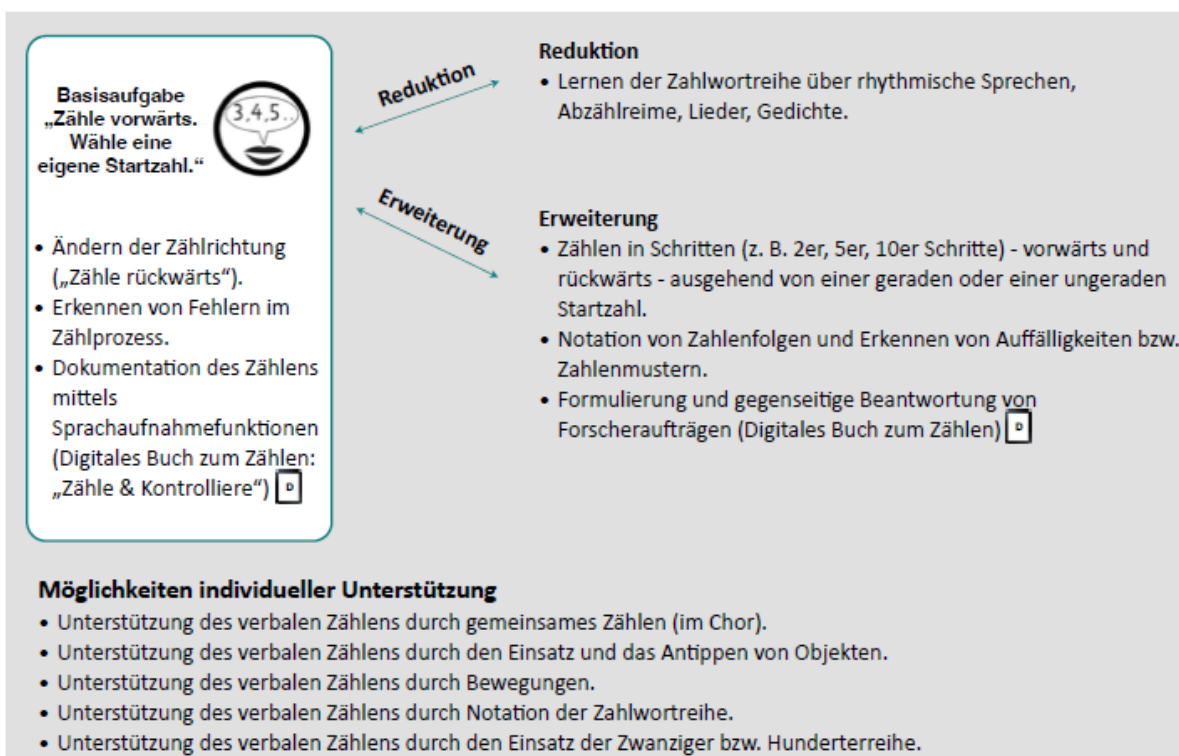 Basisaufgabe
„Zähle vorwärts.
Wähle eine
eigene Startzahl.“
3,4,5..
• Ändern der Zählrichtung
(„Zähle rückwärts“).
• Erkennen von Fehlern im
Zählprozess.
• Dokumentation des Zählens
mittels
Sprachaufnahmefunktionen
(Digitales Buch zum Zählen:
„Zähle & Kontrolliere“) D
Reduktion
Erweiterung
Reduktion
• Lernen der Zahlwortreihe über rhythmische Sprechen,
Abzählreime, Lieder, Gedichte.
Erweiterung
• Zählen in Schritten (z. B. 2er, 5er, 10er Schritte) - vorwärts und
rückwärts - ausgehend von einer geraden oder einer ungeraden
Startzahl.
• Notation von Zahlenfolgen und Erkennen von Auffälligkeiten bzw.
Zahlenmustern.
• Formulierung und gegenseitige Beantwortung von
Forscheraufträgen (Digitales Buch zum Zählen) D
Möglichkeiten individueller Unterstützung
• Unterstützung des verbalen Zählens durch gemeinsames Zählen (im Chor).
• Unterstützung des verbalen Zählens durch den Einsatz und das Antippen von Objekten.
• Unterstützung des verbalen Zählens durch Bewegungen.
• Unterstützung des verbalen Zählens durch Notation der Zahlwortreihe.
• Unterstützung des verbalen Zählens durch den Einsatz der Zwanziger bzw. Hunderterreihe.